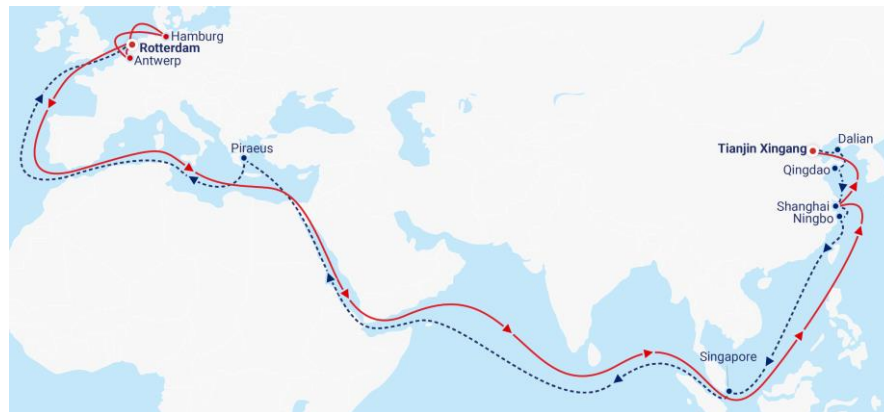 Hamburg
Rotterdam
Antwerp
Piraeus
Tianjin Xingang
Dalian
Qingdao
Shanghai
Ningbo
Singapore